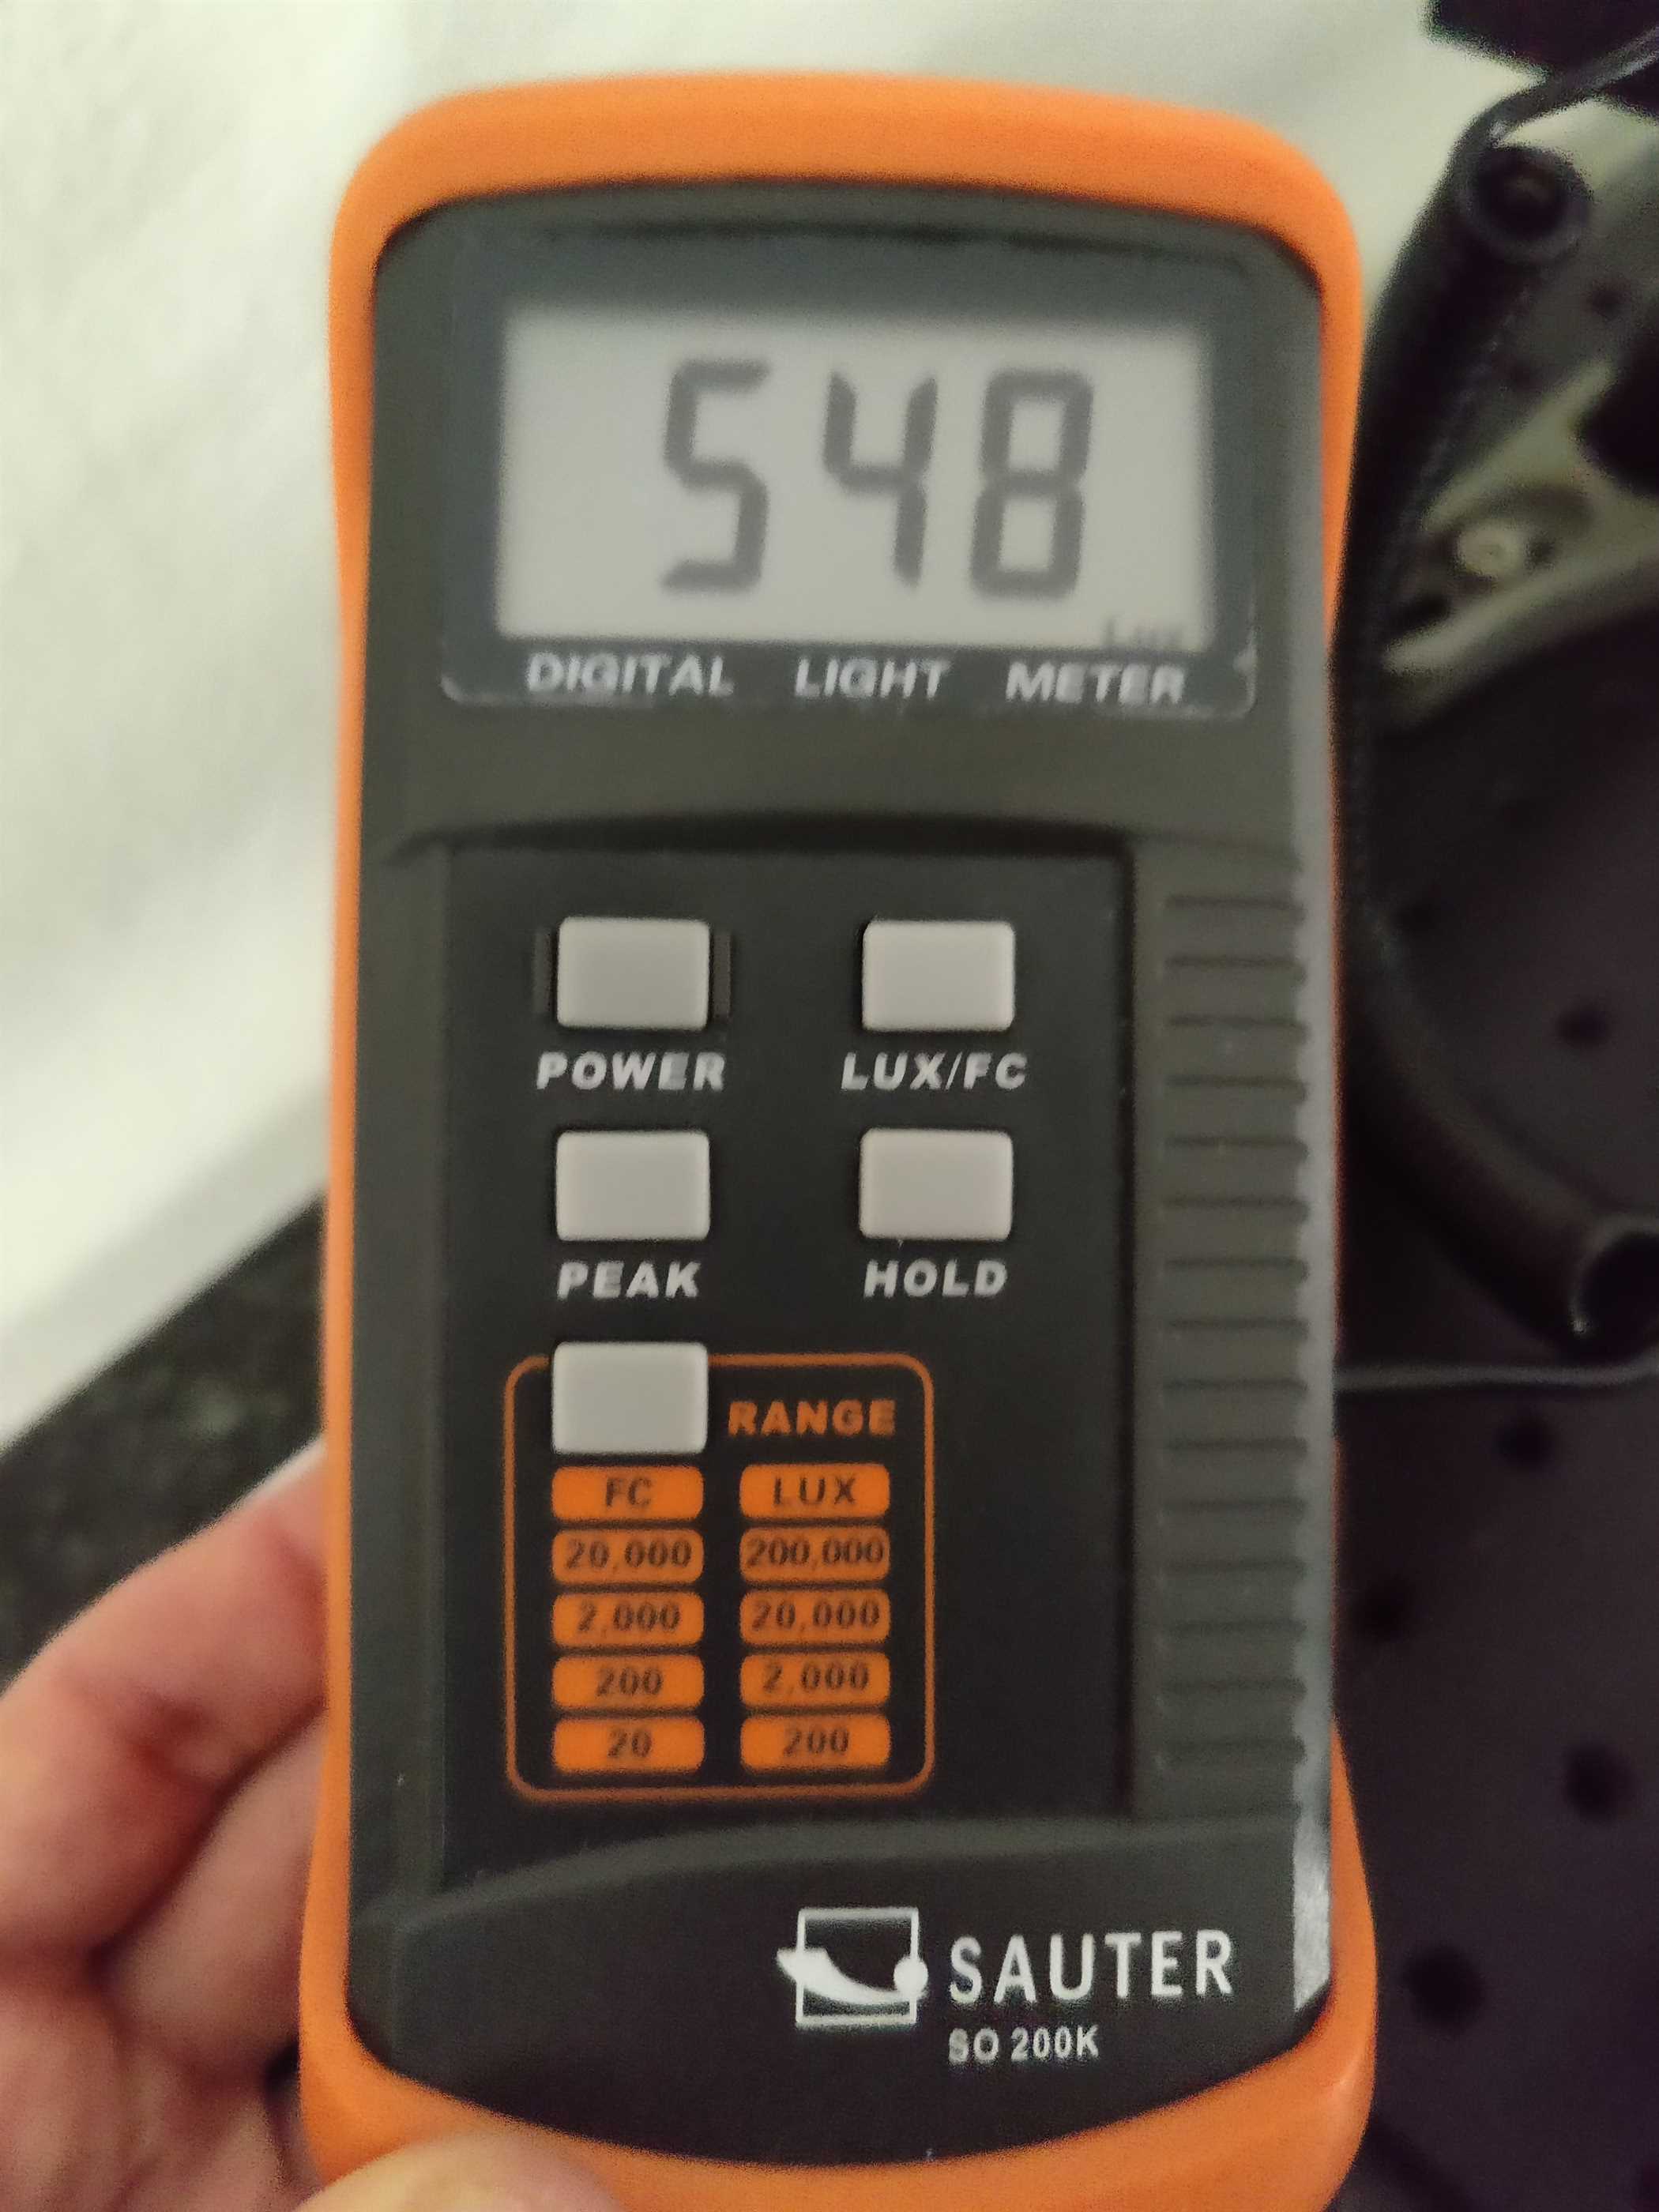 548
Lux
DIGITAL LIGHT METER
POWER LUX/FC
PEAK HOLD
RANGE
FC LUX
20,000 200,000
2,000 20,000
200 2,000
20 200
SAUTER
SO 200K